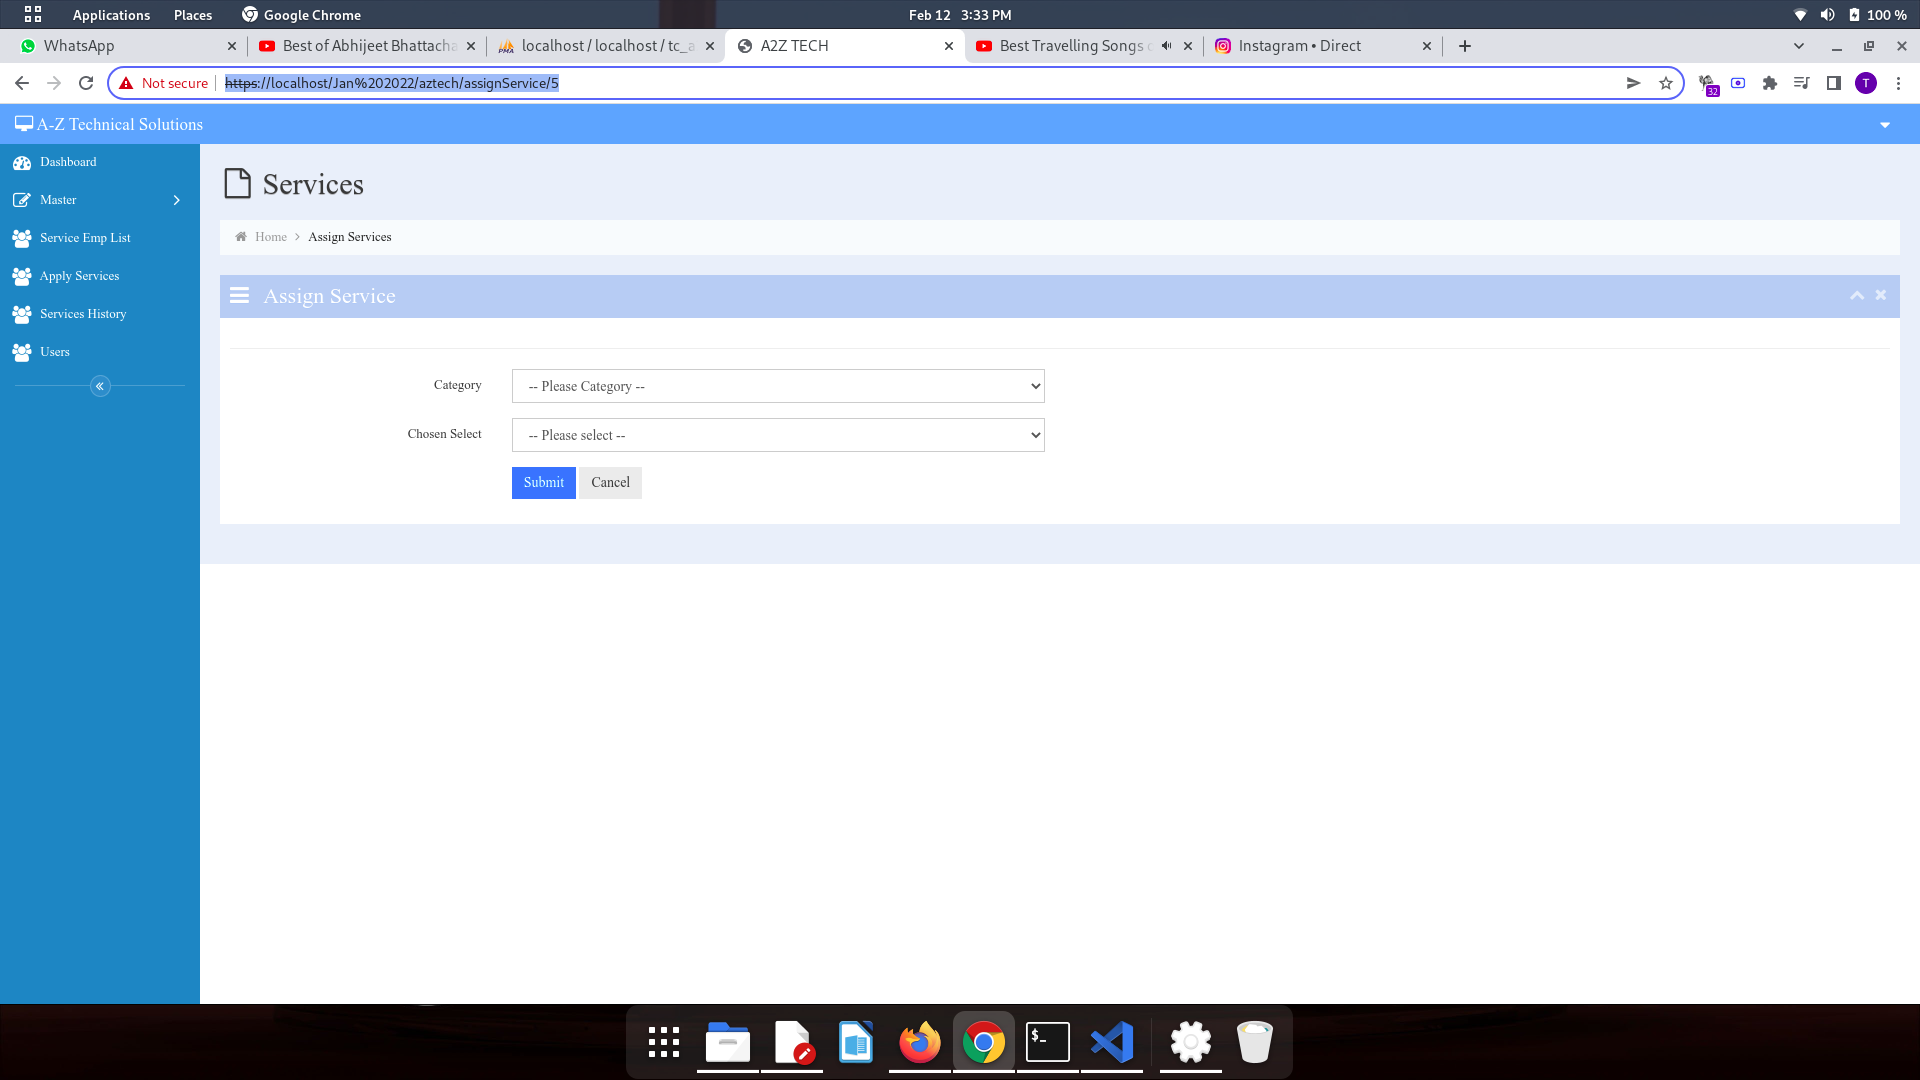 Applications Places Google Chrome Feb 12 3:33 PM 100 %
WhatsApp Best of Abhijeet Bhattacha localhost / localhost / tc_a A2Z TECH Best Travelling Songs Instagram • Direct
Not secure https://localhost/Jan%202022/aztech/assignService/5 32 T
A-Z Technical Solutions
Dashboard
Master
Service Emp List
Apply Services
Services History
Users
Services
Home Assign Services
Assign Service
Category -- Please Category --
Chosen Select -- Please select --
Submit Cancel
$_